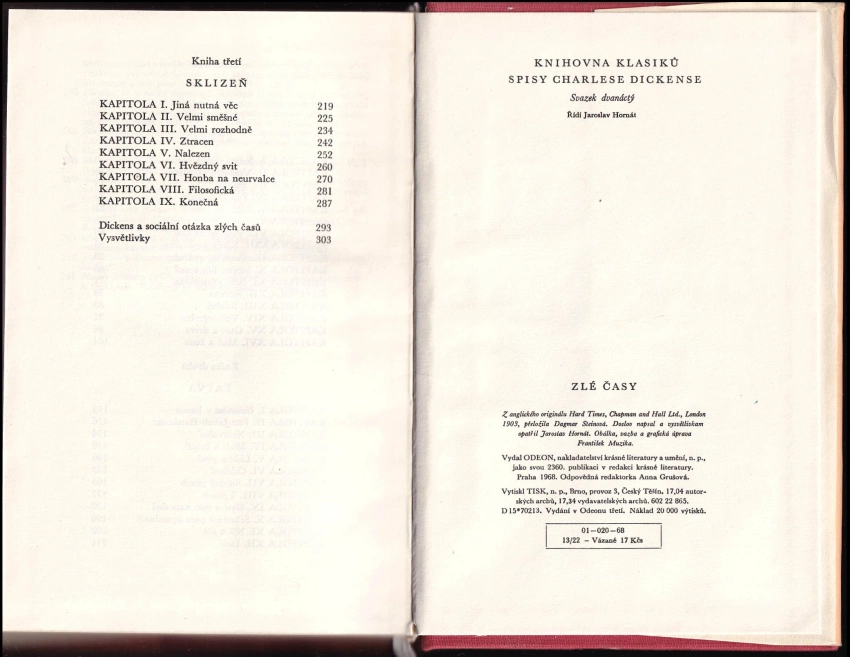 Kniha třetí
SKLIZEŇ
KAPITOLA I. Jiná nutná věc 219
KAPITOLA II. Velmi směšné 225
KAPITOLA III. Velmi rozhodně 234
KAPITOLA IV. Ztracen 242
KAPITOLA V. Nalezen 252
KAPITOLA VI. Hvězdný svit 260
KAPITOLA VII. Honba na neurvalce 270
KAPITOLA VIII. Filosofická 281
KAPITOLA IX. Konečná 287
Dickens a sociální otázka zlých časů 293
Vysvětlivky 303
KNIHOVNA KLASIKŮ
SPISY CHARLESE DICKENSE
Svazek dvanáctý
Řídí Jaroslav Hornát
ZLÉ ČASY
Z anglického originálu Hard Times, Chapman and Hall Ltd., London
1903, přeložila Dagmar Steinová. Doslov napsal a vysvětlivkam
opatřil Jaroslav Hornát. Obálka, vazba a grafická úprava
František Muzika.
Vydal ODEON, nakladatelství krásné literatury a umění, n. p.,
jako svou 2360. publikaci v redakci krásné literatury.
Praha 1968. Odpovědná redaktorka Anna Grušová.
Vytiskl TISK, n. p., Brno, provoz 3, Český Těšín. 17,04 autor-
ských archů, 17,34 vydavatelských archů. 602 22 865.
D 15*70213. Vydání v Odeonu třetí. Náklad 20 000 výtisků.
01—020—68
13/22 — Vázané 17 Kčs